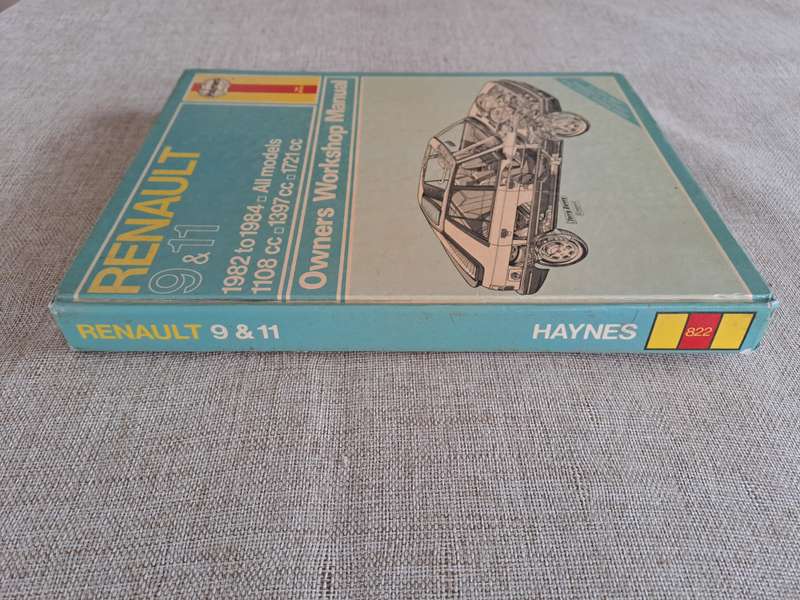 RENAULT
9 & 11
1982 to 1984 □ All models
1108 cc □ 1397 cc □ 1721 cc
Owners Workshop Manual
RENAULT 9 & 11
HAYNES
822